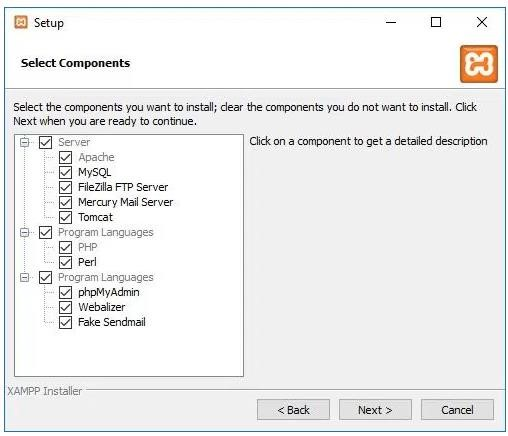 Setup
Select Components
Select the components you want to install; clear the components you do not want to install. Click
Next when you are ready to continue.
Server
Apache
MySQL
FileZilla FTP Server
Mercury Mail Server
Tomcat
Program Languages
PHP
Perl
Program Languages
phpMyAdmin
Webalizer
Fake Sendmail
Click on a component to get a detailed description
XAMPP Installer
< Back
Next >
Cancel